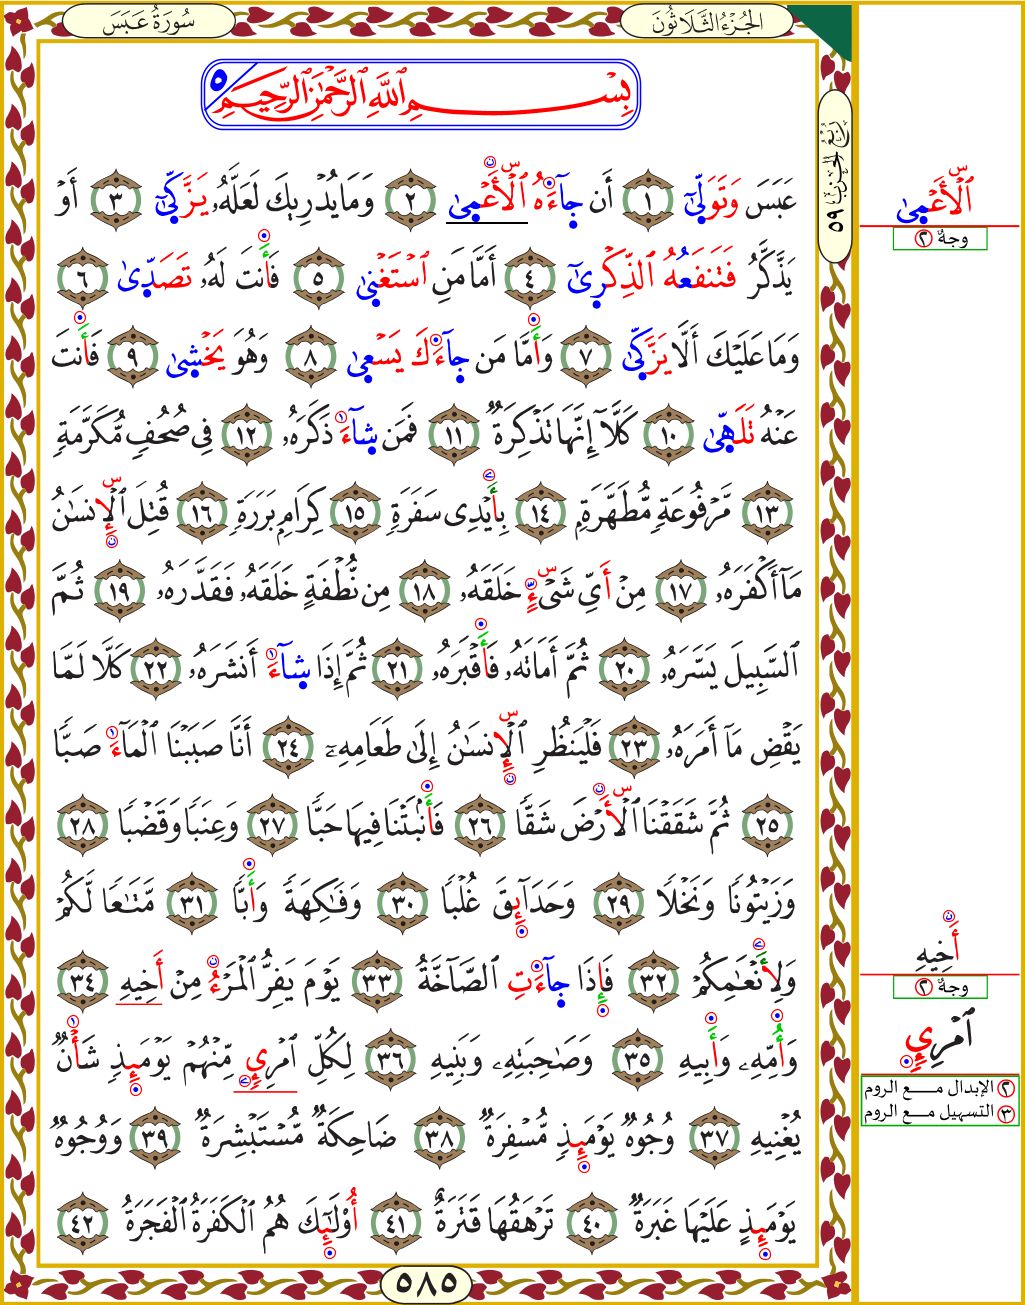 الجُزْءُ الثَّلَاثُونَ
سُورَةُ عَبَسَ
بِسْمِ ٱللَّهِ ٱلرَّحْمَٰنِ ٱلرَّحِيمِ ٥
عَبَسَ وَتَوَلَّىٰٓ ١ أَن جَآءَهُ ٱلْأَعْمَىٰ ٢ وَمَا يُدْرِيكَ لَعَلَّهُۥ يَزَّكَّىٰٓ ٣ أَوْ
يَذَّكَّرُ فَتَنفَعُهُ ٱلذِّكْرَىٰٓ ٤ أَمَّا مَنِ ٱسْتَغْنَىٰ ٥ فَأَنتَ لَهُۥ تَصَدَّىٰ ٦
وَمَا عَلَيْكَ أَلَّا يَزَّكَّىٰ ٧ وَأَمَّا مَن جَآءَكَ يَسْعَىٰ ٨ وَهُوَ يَخْشَىٰ ٩ فَأَنتَ
عَنْهُ تَلَهَّىٰ ١٠ كَلَّآ إِنَّهَا تَذْكِرَةٌ ١١ فَمَن شَآءَ ذَكَرَهُۥ ١٢ فِى صُحُفٍ مُّكَرَّمَةٍ
١٣ مَّرْفُوعَةٍ مُّطَهَّرَةٍۭ ١٤ بِأَيْدِى سَفَرَةٍ ١٥ كِرَامٍۭ بَرَرَةٍ ١٦ قُتِلَ ٱلْإِنسَٰنُ
مَآ أَكْفَرَهُۥ ١٧ مِنْ أَىِّ شَىْءٍ خَلَقَهُۥ ١٨ مِن نُّطْفَةٍ خَلَقَهُۥ فَقَدَّرَهُۥ ١٩ ثُمَّ
ٱلسَّبِيلَ يَسَّرَهُۥ ٢٠ ثُمَّ أَمَاتَهُۥ فَأَقْبَرَهُۥ ٢١ ثُمَّ إِذَا شَآءَ أَنشَرَهُۥ ٢٢ كَلَّا لَمَّا
يَقْضِ مَآ أَمَرَهُۥ ٢٣ فَلْيَنظُرِ ٱلْإِنسَٰنُ إِلَىٰ طَعَامِهِۦٓ ٢٤ أَنَّا صَبَبْنَا ٱلْمَآءَ صَبًّا
٢٥ ثُمَّ شَقَقْنَا ٱلْأَرْضَ شَقًّا ٢٦ فَأَنۢبَتْنَا فِيهَا حَبًّا ٢٧ وَعِنَبًا وَقَضْبًا ٢٨
وَزَيْتُونًا وَنَخْلًا ٢٩ وَحَدَآئِقَ غُلْبًا ٣٠ وَفَٰكِهَةً وَأَبًّا ٣١ مَّتَٰعًا لَّكُمْ
وَلِأَنْعَٰمِكُمْ ٣٢ فَإِذَا جَآءَتِ ٱلصَّآخَّةُ ٣٣ يَوْمَ يَفِرُّ ٱلْمَرْءُ مِنْ أَخِيهِ ٣٤
وَأُمِّهِۦ وَأَبِيهِ ٣٥ وَصَٰحِبَتِهِۦ وَبَنِيهِ ٣٦ لِكُلِّ ٱمْرِئٍ مِّنْهُمْ يَوْمَئِذٍ شَأْنٌ
يُغْنِيهِ ٣٧ وُجُوهٌ يَوْمَئِذٍ مُّسْفِرَةٌ ٣٨ ضَاحِكَةٌ مُّسْتَبْشِرَةٌ ٣٩ وَوُجُوهٌ
يَوْمَئِذٍ عَلَيْهَا غَبَرَةٌ ٤٠ تَرْهَقُهَا قَتَرَةٌ ٤١ أُو۟لَٰٓئِكَ هُمُ ٱلْكَفَرَةُ ٱلْفَجَرَةُ ٤٢
٥٨٥
رُبْعُ الحِزْبِ ٥٩
ٱلْأَعْمَىٰ
٢ وجهٌ
أَخِيهِ
٢ وجهٌ
ٱمْرِئٍ
٢ الإبدال مع الروم
٣ التسهيل مع الروم